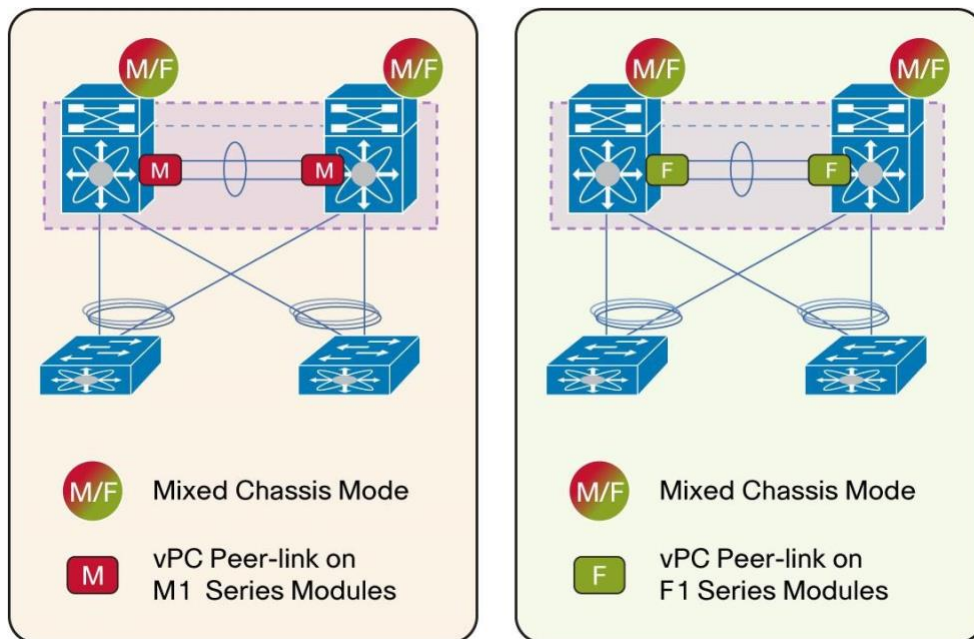 M/F
M/F
M
M
M/F
Mixed Chassis Mode
M
vPC Peer-link on
M1 Series Modules
M/F
M/F
F
F
M/F
Mixed Chassis Mode
F
vPC Peer-link on
F1 Series Modules